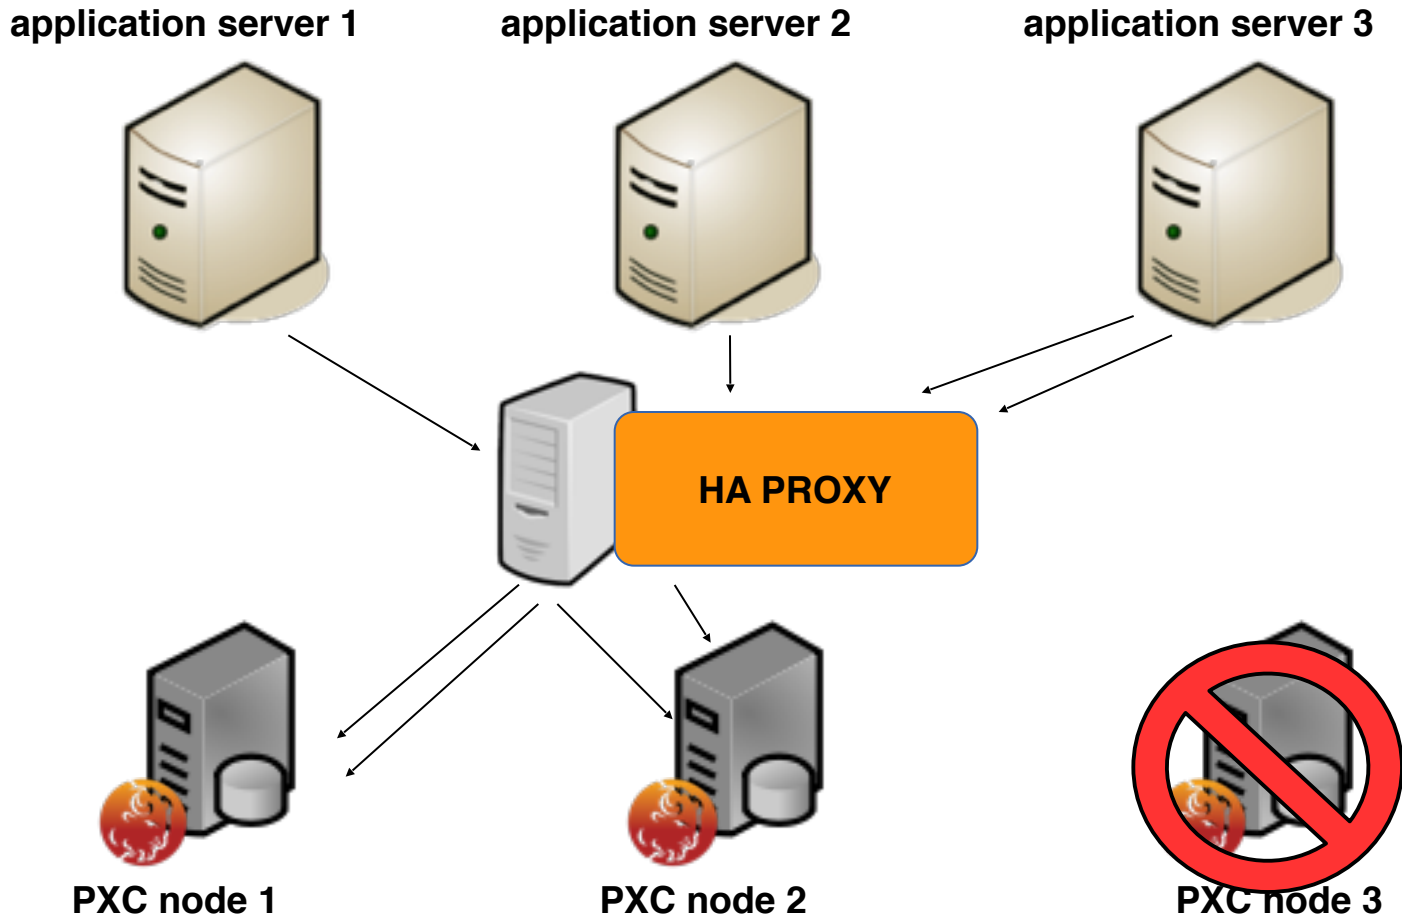 application server 1
application server 2
application server 3
HA PROXY
PXC node 1
PXC node 2
PXC node 3